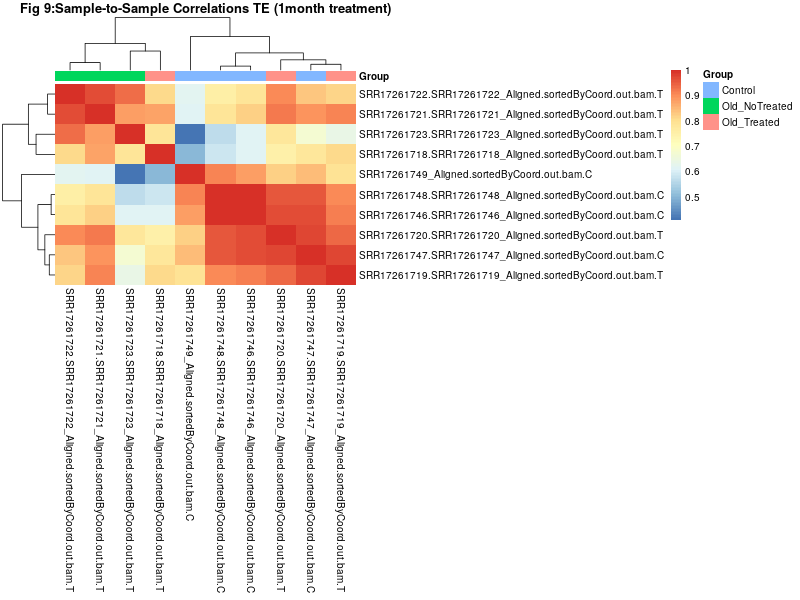 Fig 9:Sample-to-Sample Correlations TE (1month treatment)
Group
SRR17261722.SRR17261722_Aligned.sortedByCoord.out.bam.T
SRR17261721.SRR17261721_Aligned.sortedByCoord.out.bam.T
SRR17261723.SRR17261723_Aligned.sortedByCoord.out.bam.T
SRR17261718.SRR17261718_Aligned.sortedByCoord.out.bam.T
SRR17261749_Aligned.sortedByCoord.out.bam.C
SRR17261748.SRR17261748_Aligned.sortedByCoord.out.bam.C
SRR17261746.SRR17261746_Aligned.sortedByCoord.out.bam.C
SRR17261720.SRR17261720_Aligned.sortedByCoord.out.bam.T
SRR17261747.SRR17261747_Aligned.sortedByCoord.out.bam.C
SRR17261719.SRR17261719_Aligned.sortedByCoord.out.bam.T
1
0.9
0.8
0.7
0.6
0.5
Group
Control
Old_NoTreated
Old_Treated
SRR17261722.SRR17261722_Aligned.sortedByCoord.out.bam.T
SRR17261721.SRR17261721_Aligned.sortedByCoord.out.bam.T
SRR17261723.SRR17261723_Aligned.sortedByCoord.out.bam.T
SRR17261718.SRR17261718_Aligned.sortedByCoord.out.bam.T
SRR17261749_Aligned.sortedByCoord.out.bam.C
SRR17261748.SRR17261748_Aligned.sortedByCoord.out.bam.C
SRR17261746.SRR17261746_Aligned.sortedByCoord.out.bam.C
SRR17261720.SRR17261720_Aligned.sortedByCoord.out.bam.T
SRR17261747.SRR17261747_Aligned.sortedByCoord.out.bam.C
SRR17261719.SRR17261719_Aligned.sortedByCoord.out.bam.T